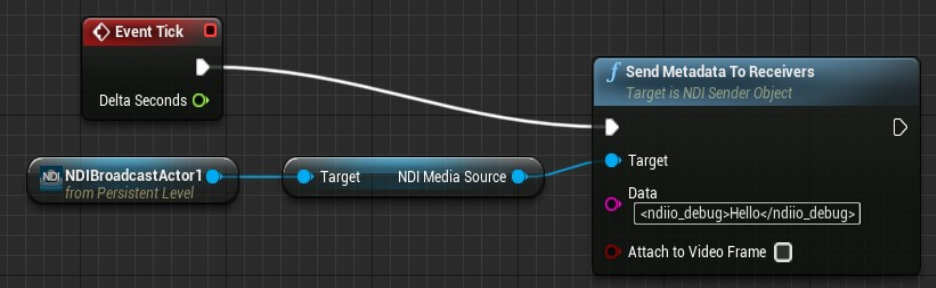 Event Tick
Delta Seconds
NDI NDIBroadcastActor1
from Persistent Level
Target NDI Media Source
f Send Metadata To Receivers
Target is NDI Sender Object
Target
Data
<ndiio_debug>Hello</ndiio_debug>
Attach to Video Frame